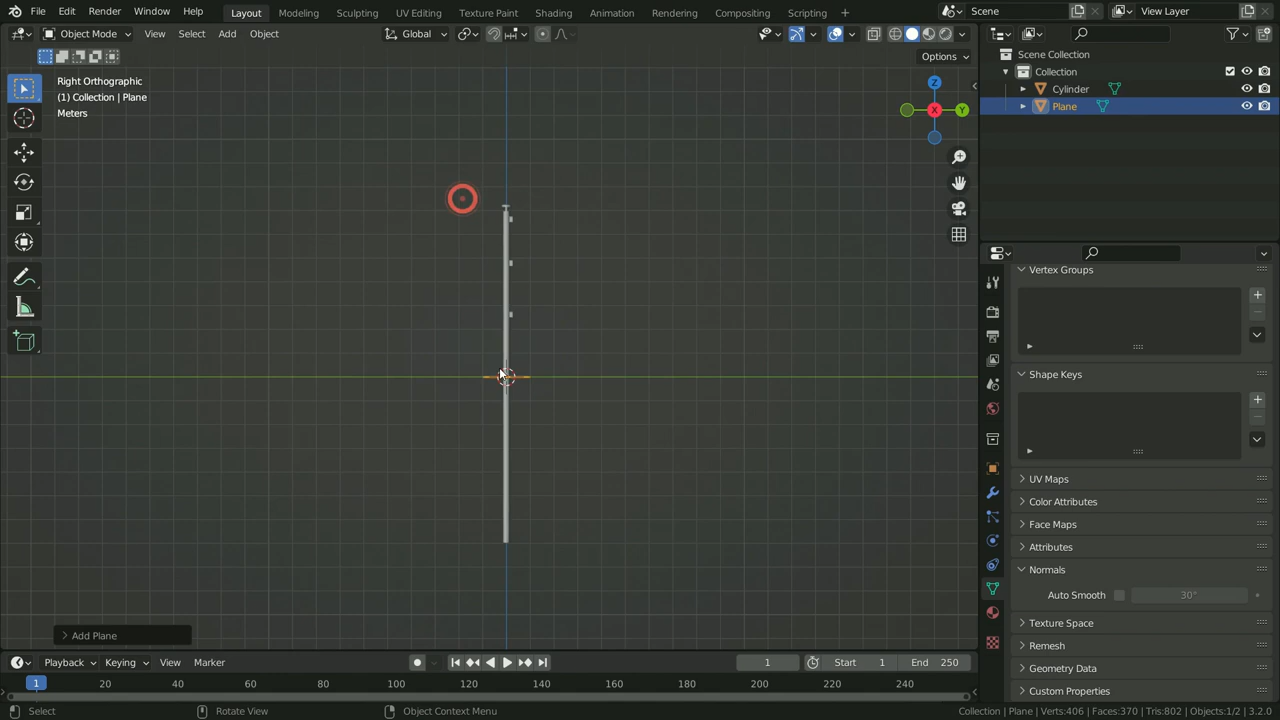 File Edit Render Window Help Layout Modeling Sculpting UV Editing Texture Paint Shading Animation Rendering Compositing Scripting Scene View Layer
Object Mode View Select Add Object Global
Options
Right Orthographic
(1) Collection | Plane
Meters
Z
X
Y
Scene Collection
Collection
Cylinder
Plane
Vertex Groups
Shape Keys
UV Maps
Color Attributes
Face Maps
Attributes
Normals
Auto Smooth 30°
Texture Space
Remesh
Geometry Data
Custom Properties
Add Plane
Playback Keying View Marker 1 Start 1 End 250
1 20 40 60 80 100 120 140 160 180 200 220 240
Select Rotate View Object Context Menu Collection | Plane | Verts:406 | Faces:370 | Tris:802 | Objects:1/2 | 3.2.0